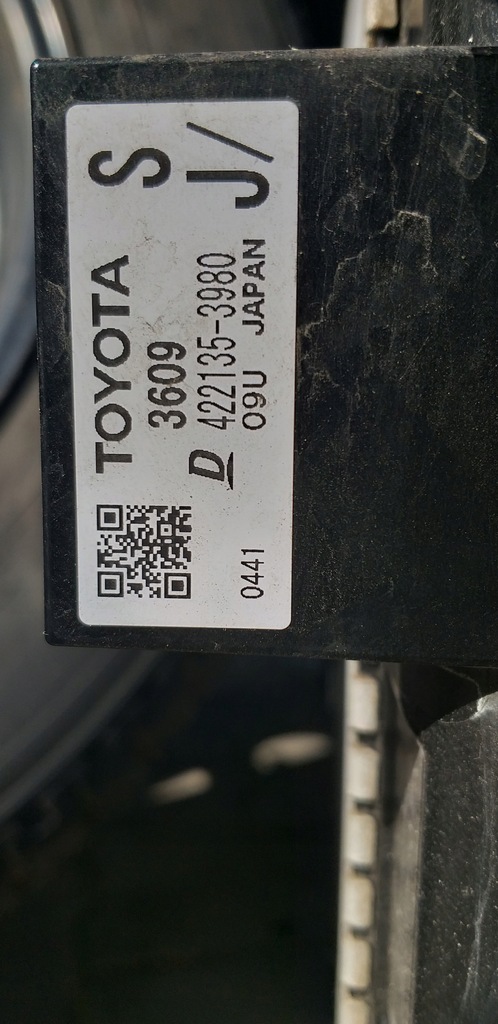 TOYOTA S
3609 J/
D 422135-3980
0441 09U JAPAN